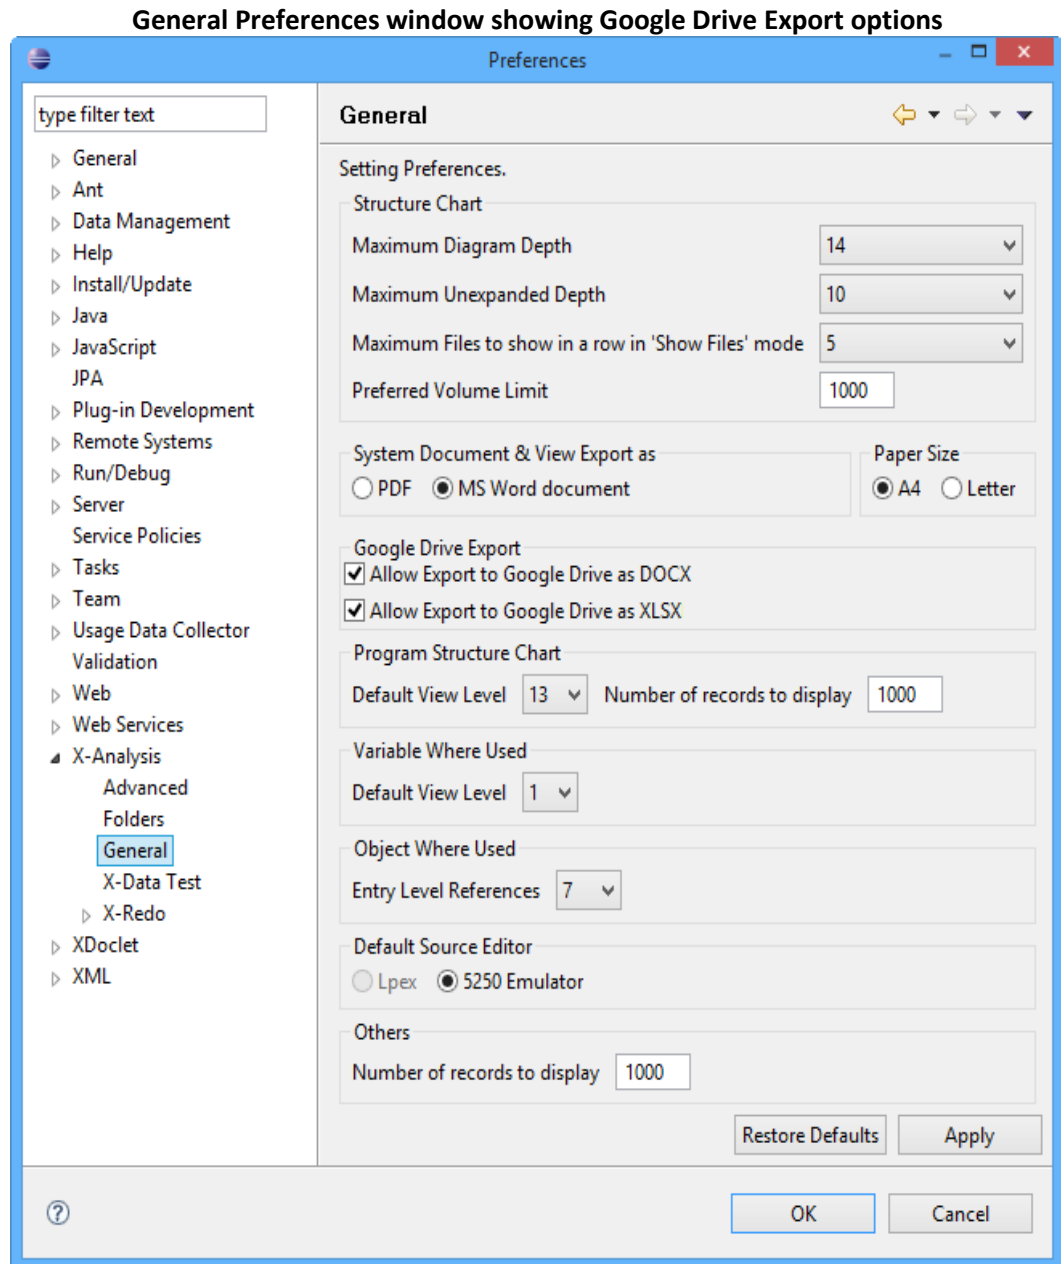 General Preferences window showing Google Drive Export options
Preferences
type filter text
General
Ant
Data Management
Help
Install/Update
Java
JavaScript
JPA
Plug-in Development
Remote Systems
Run/Debug
Server
Service Policies
Tasks
Team
Usage Data Collector
Validation
Web
Web Services
X-Analysis
Advanced
Folders
General
X-Data Test
X-Redo
XDoclet
XML
General
Setting Preferences.
Structure Chart
Maximum Diagram Depth 14
Maximum Unexpanded Depth 10
Maximum Files to show in a row in 'Show Files' mode 5
Preferred Volume Limit 1000
System Document & View Export as Paper Size
PDF MS Word document A4 Letter
Google Drive Export
Allow Export to Google Drive as DOCX
Allow Export to Google Drive as XLSX
Program Structure Chart
Default View Level 13 Number of records to display 1000
Variable Where Used
Default View Level 1
Object Where Used
Entry Level References 7
Default Source Editor
Lpex 5250 Emulator
Others
Number of records to display 1000
Restore Defaults Apply
? OK Cancel